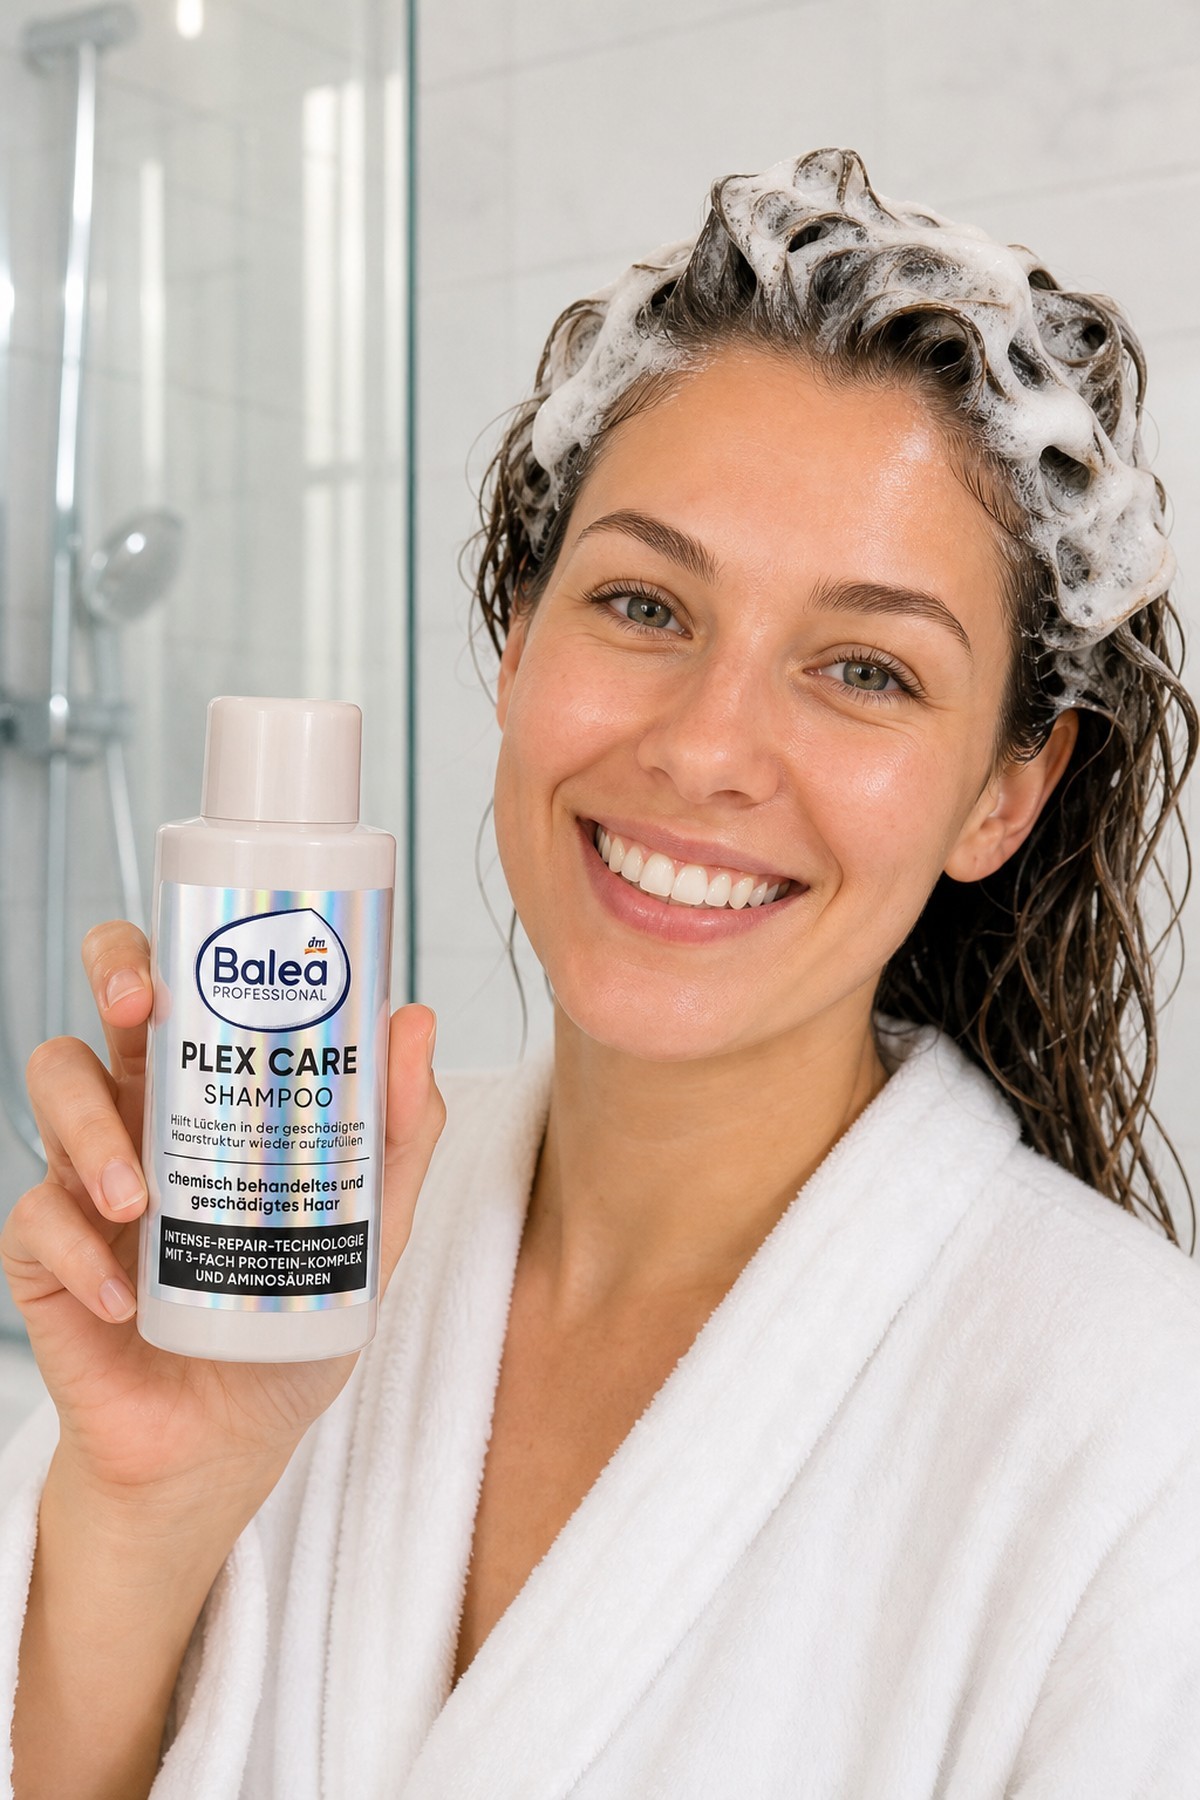 dm
Balea
PROFESSIONAL
PLEX CARE
SHAMPOO
Hilft Lücken in der geschädigten
Haarstruktur wieder aufzufüllen
chemisch behandeltes und
geschädigtes Haar
INTENSE-REPAIR-TECHNOLOGIE
MIT 3-FACH PROTEIN-KOMPLEX
UND AMINOSÄUREN